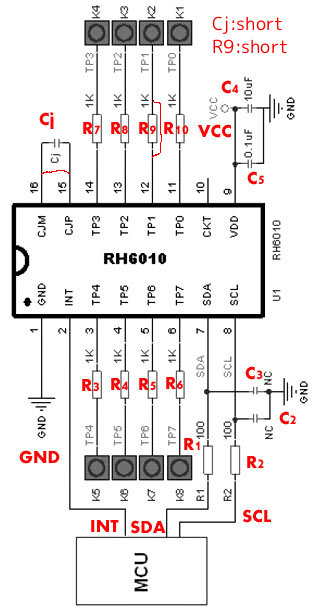 K4
K3
K2
K1
Cj:short
R9:short
TP3
TP2
TP1
TP0
1K
1K
1K
1K
R7
R8
R9
R10
C4
10uF
VCC
VCC
GND
0.1uF
C5
Cj
Cj
16
15
14
13
12
11
10
9
CJM
CJP
TP3
TP2
TP1
TP0
CKT
VDD
RH6010
RH6010
U1
GND
INT
TP4
TP5
TP6
TP7
SDA
SCL
1
2
3
4
5
6
7
8
1K
1K
1K
1K
R3
R4
R5
R6
SDA
SCL
C3
NC
GND
C2
NC
GND
TP4
TP5
TP6
TP7
R1
100
100
R2
GND
K5
K6
K7
K8
R1
R2
INT
SDA
SCL
MCU